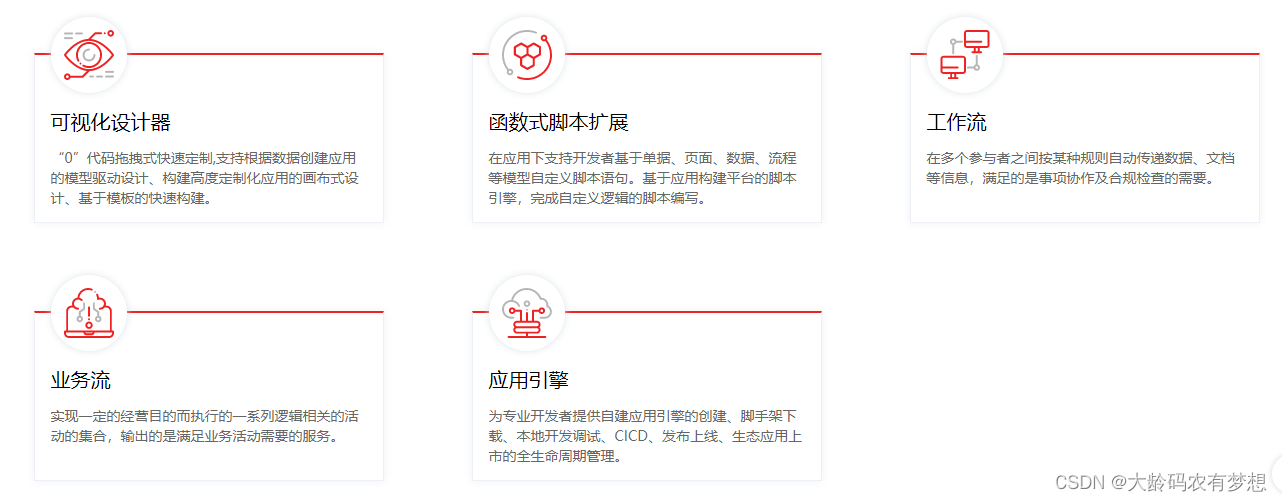 可视化设计器
“0”代码拖拽式快速定制,支持根据数据创建应用
的模型驱动设计、构建高度定制化应用的画布式设
计、基于模板的快速构建。
函数式脚本扩展
在应用下支持开发者基于单据、页面、数据、流程
等模型自定义脚本语句。基于应用构建平台的脚本
引擎，完成自定义逻辑的脚本编写。
工作流
在多个参与者之间按某种规则自动传递数据、文档
等信息，满足的是事项协作及合规检查的需要。
业务流
实现一定的经营目的而执行的一系列逻辑相关的活
动的集合，输出的是满足业务活动需要的服务。
应用引擎
为专业开发者提供自建应用引擎的创建、脚手架下
载、本地开发调试、CICD、发布上线、生态应用上
市的全生命周期管理。
CSDN @大龄码农有梦想